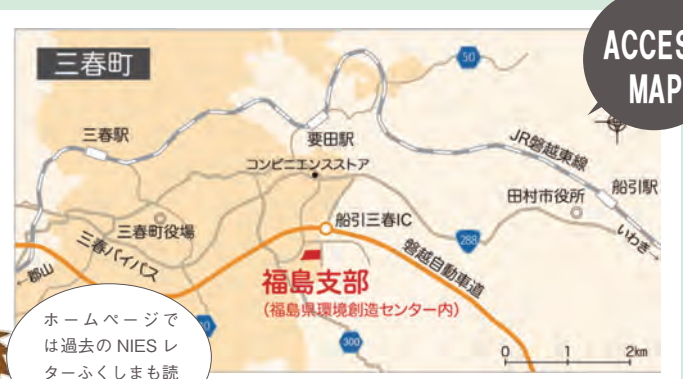 ACCES
MAP
三春町
50
三春駅
要田駅
JR磐越東線
コンビニエンスストア
船引駅
田村市役所
三春町役場
船引三春IC
いわき→
三春バイパス
288
磐越自動車道
←郡山
福島支部
(福島県環境創造センター内)
300
0 1 2km
ホームページで
は過去の NIES レ
ターふくしまも読